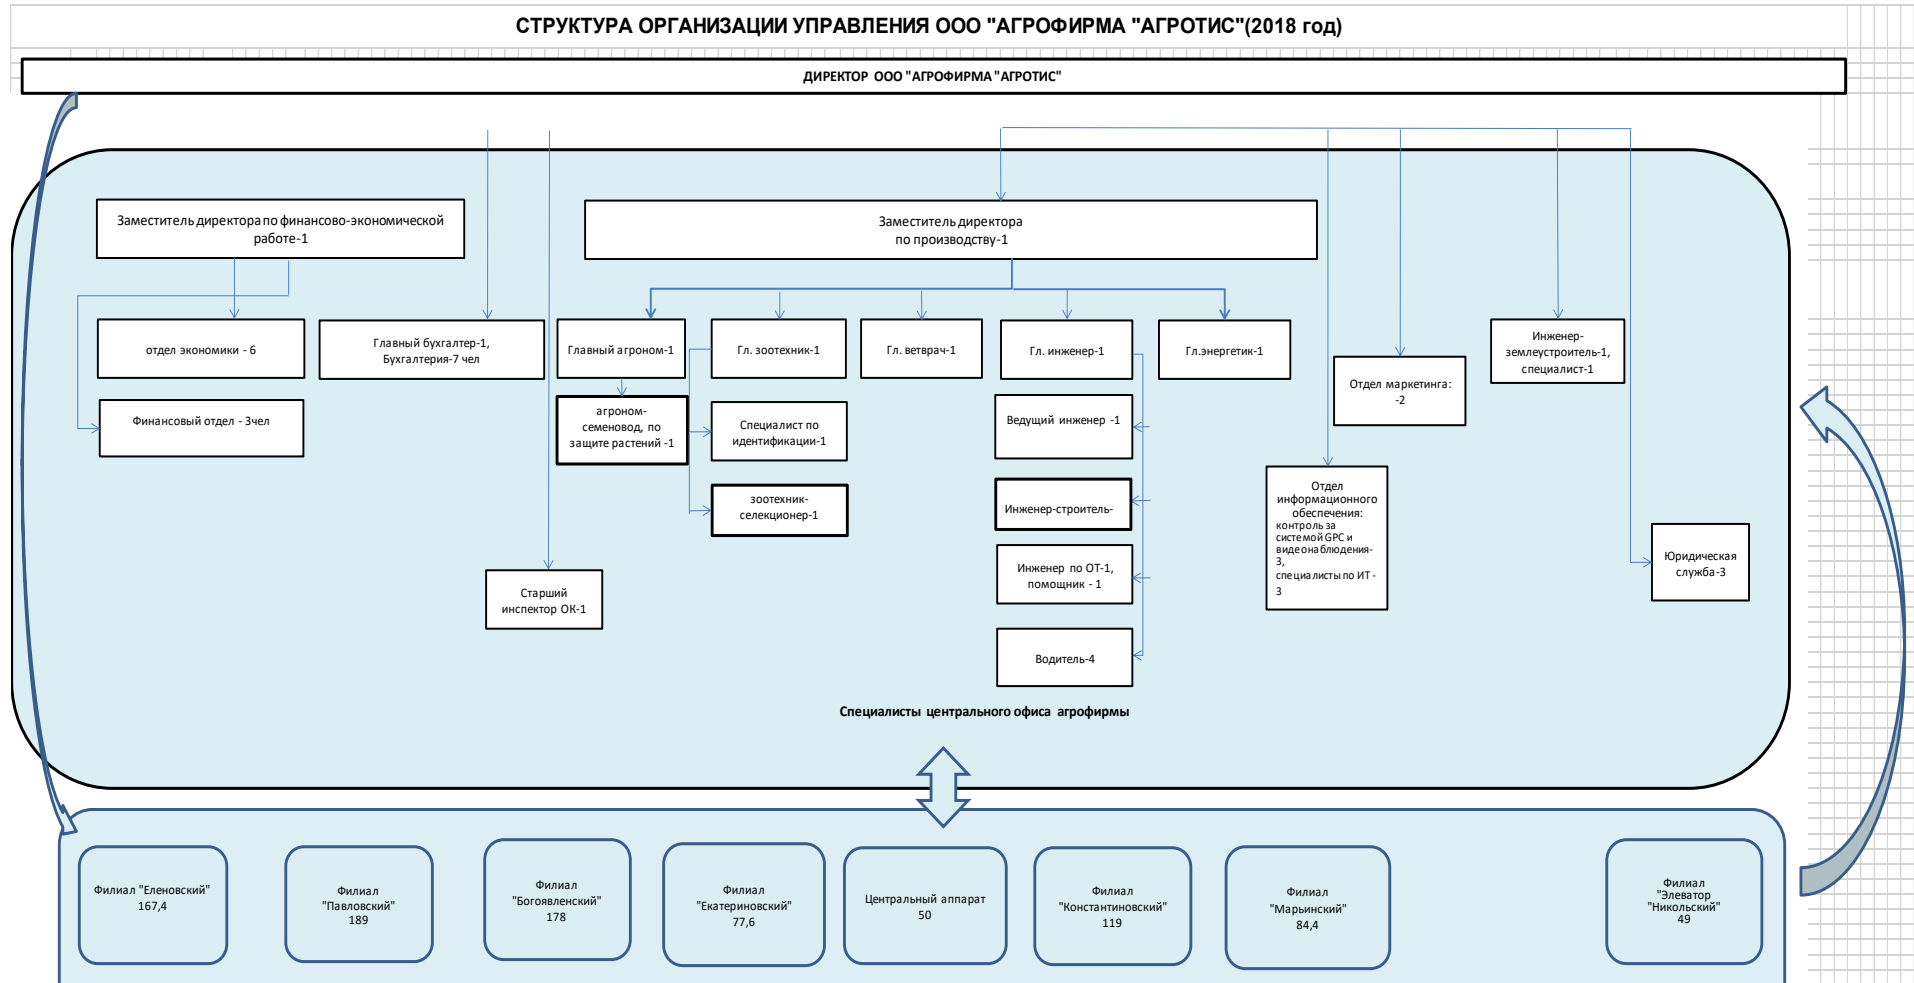 СТРУКТУРА ОРГАНИЗАЦИИ УПРАВЛЕНИЯ ООО "АГРОФИРМА "АГРОТИС"(2018 год)
ДИРЕКТОР ООО "АГРОФИРМА "АГРОТИС"
Заместитель директора по финансово-экономической
работе-1
Заместитель директора
по производству-1
отдел экономики - 6
Главный бухгалтер-1,
Бухгалтерия-7 чел
Главный агроном-1
Гл. зоотехник-1
Гл. ветврач-1
Гл. инженер-1
Гл.энергетик-1
Инженер-
землеустроитель-1,
специалист-1
Отдел маркетинга:
-2
Финансовый отдел - 3чел
агроном-
семеновод, по
защите растений -1
Специалист по
идентификации-1
Ведущий инженер -1
зоотехник-
селекционер-1
Инженер-строитель-
Отдел
информационного
обеспечения:
контроль за
системой GPC и
видеонаблюдения-
3,
специалисты по ИТ -
3
Юридическая
служба-3
Старший
инспектор ОК-1
Инженер по ОТ-1,
помощник - 1
Водитель-4
Специалисты центрального офиса агрофирмы
Филиал "Еленовский"
167,4
Филиал
"Павловский"
189
Филиал
"Богоявленский"
178
Филиал
"Екатериновский"
77,6
Центральный аппарат
50
Филиал
"Константиновский"
119
Филиал
"Марьинский"
84,4
Филиал
"Элеватор
"Никольский"
49